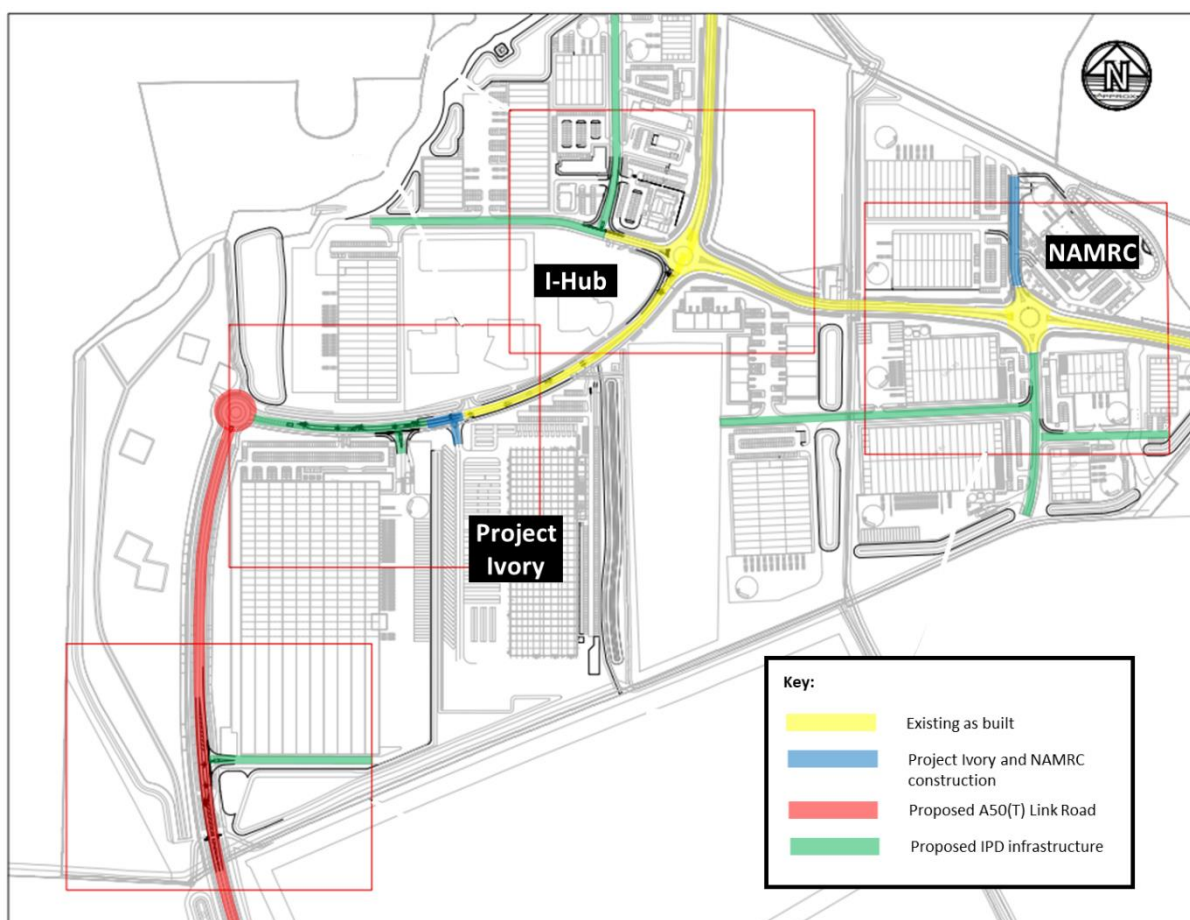 N
APPROX
NAMRC
I-Hub
Project
Ivory
Key:
Existing as built
Project Ivory and NAMRC
construction
Proposed A50(T) Link Road
Proposed IPD infrastructure